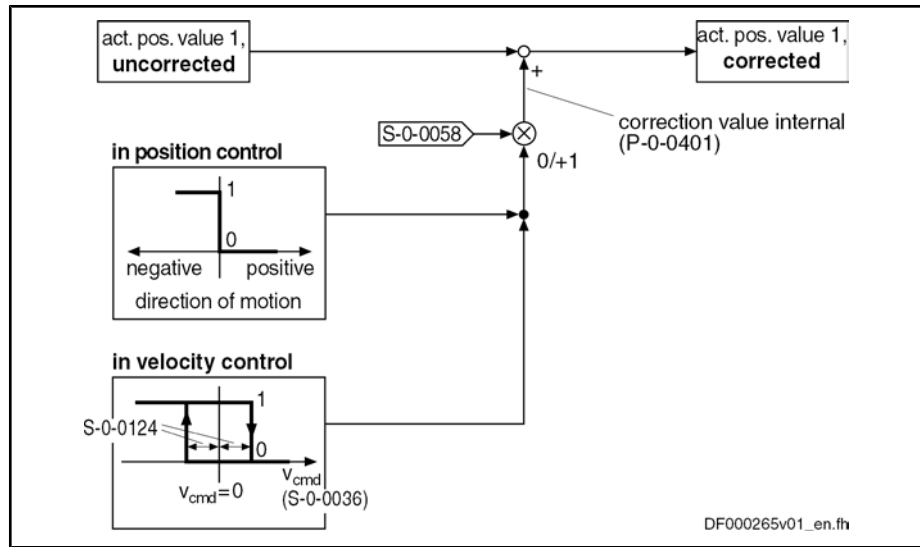 act. pos. value 1,
uncorrected
act. pos. value 1,
corrected
+
S-0-0058
correction value internal
(P-0-0401)
0/+1
in position control
1
0
negative
positive
direction of motion
in velocity control
1
S-0-0124
0
vcmd=0
vcmd
(S-0-0036)
DF000265v01_en.fh